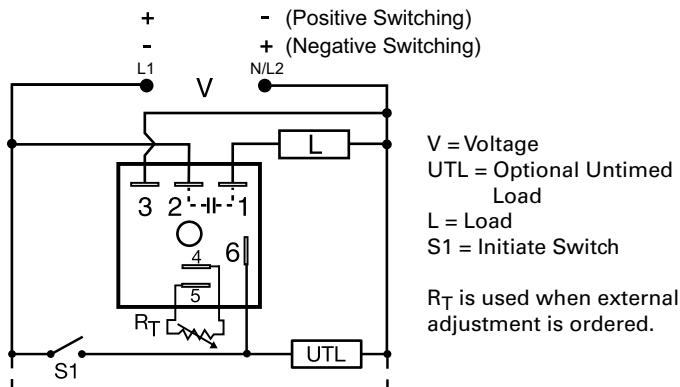 + - (Positive Switching)
- + (Negative Switching)
L1 N/L2
V
L
3 2 1
6
4
5
RT
UTL
S1
V = Voltage
UTL = Optional Untimed
Load
L = Load
S1 = Initiate Switch
RT is used when external
adjustment is ordered.